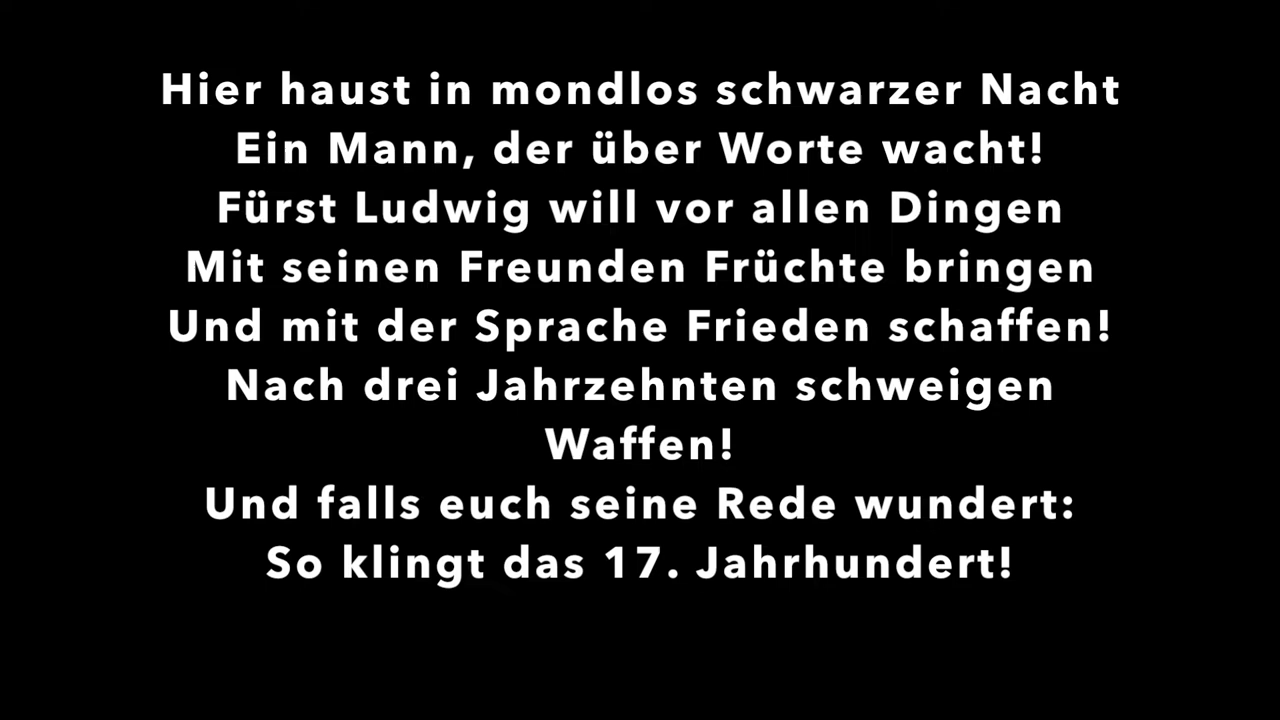 Hier haust in mondlos schwarzer Nacht
Ein Mann, der über Worte wacht!
Fürst Ludwig will vor allen Dingen
Mit seinen Freunden Früchte bringen
Und mit der Sprache Frieden schaffen!
Nach drei Jahrzehnten schweigen
Waffen!
Und falls euch seine Rede wundert:
So klingt das 17. Jahrhundert!